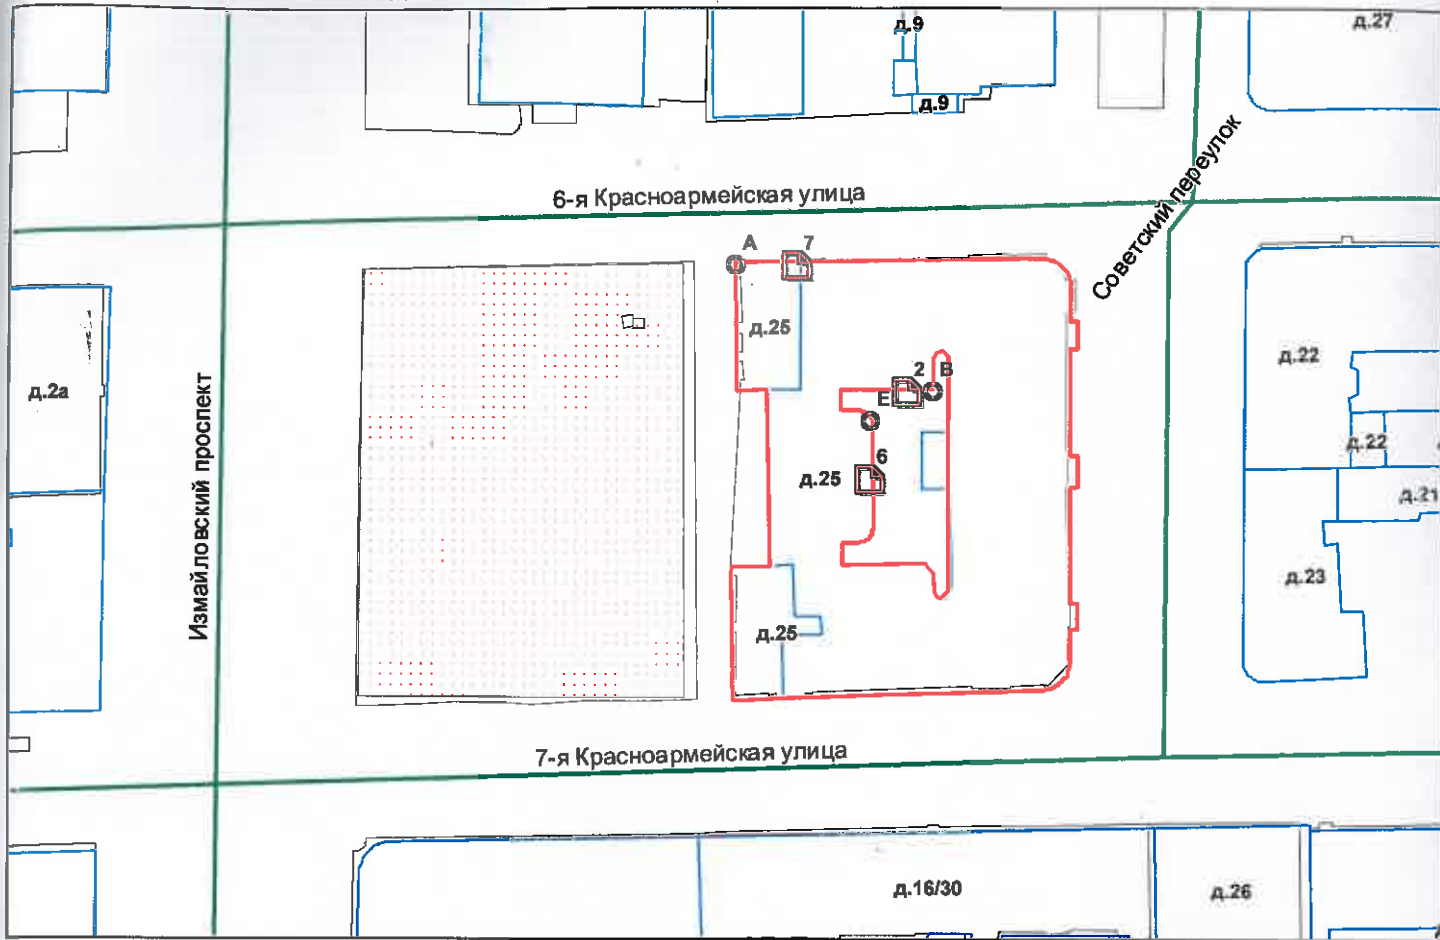 д.9
д.27
д.9
6-я Красноармейская улица
Советский переулок
А
7
д.25
д.22
2
В
Е
д.2а
Измайловский проспект
д.22
6
д.25
д.21
д.23
д.25
7-я Красноармейская улица
д.16/30
д.26